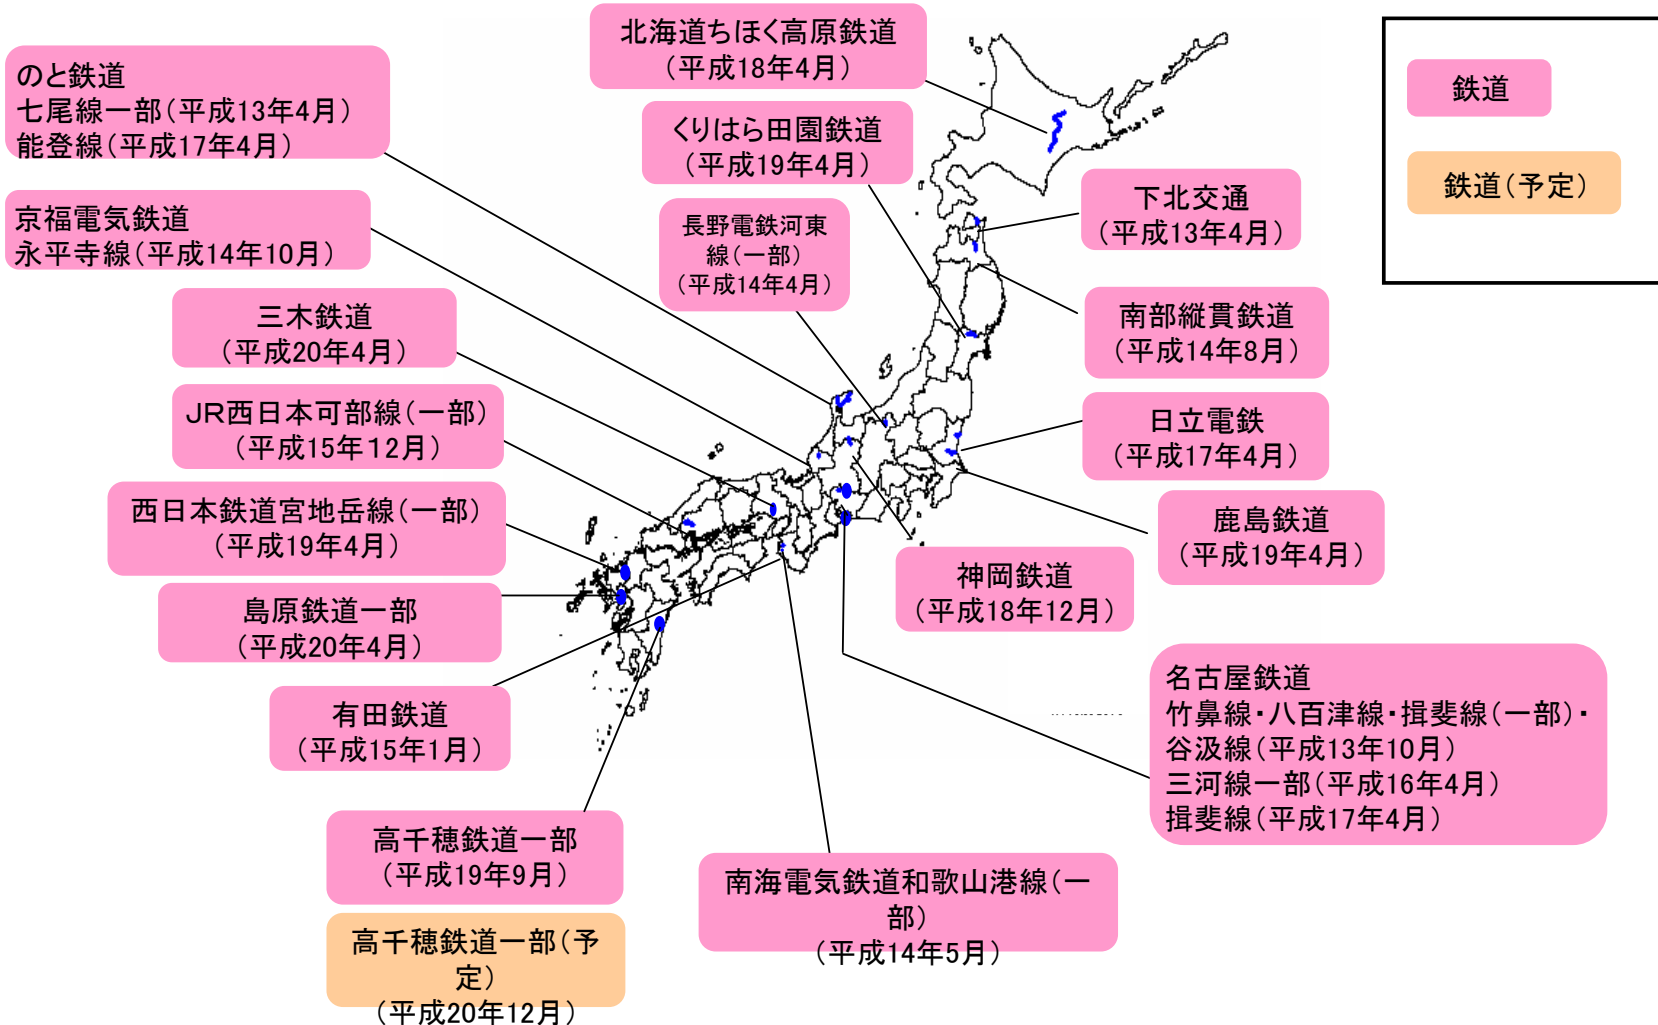 北海道ちほく高原鉄道
(平成18年4月)
のと鉄道
七尾線一部(平成13年4月)
能登線(平成17年4月)
くりはら田園鉄道
(平成19年4月)
鉄道
鉄道(予定)
京福電気鉄道
永平寺線(平成14年10月)
長野電鉄河東
線(一部)
(平成14年4月)
下北交通
(平成13年4月)
三木鉄道
(平成20年4月)
南部縦貫鉄道
(平成14年8月)
JR西日本可部線(一部)
(平成15年12月)
日立電鉄
(平成17年4月)
西日本鉄道宮地岳線(一部)
(平成19年4月)
鹿島鉄道
(平成19年4月)
神岡鉄道
(平成18年12月)
島原鉄道一部
(平成20年4月)
有田鉄道
(平成15年1月)
名古屋鉄道
竹鼻線・八百津線・揖斐線(一部)・
谷汲線(平成13年10月)
三河線一部(平成16年4月)
揖斐線(平成17年4月)
高千穂鉄道一部
(平成19年9月)
南海電気鉄道和歌山港線(一
部)
(平成14年5月)
高千穂鉄道一部(予
定)
(平成20年12月)